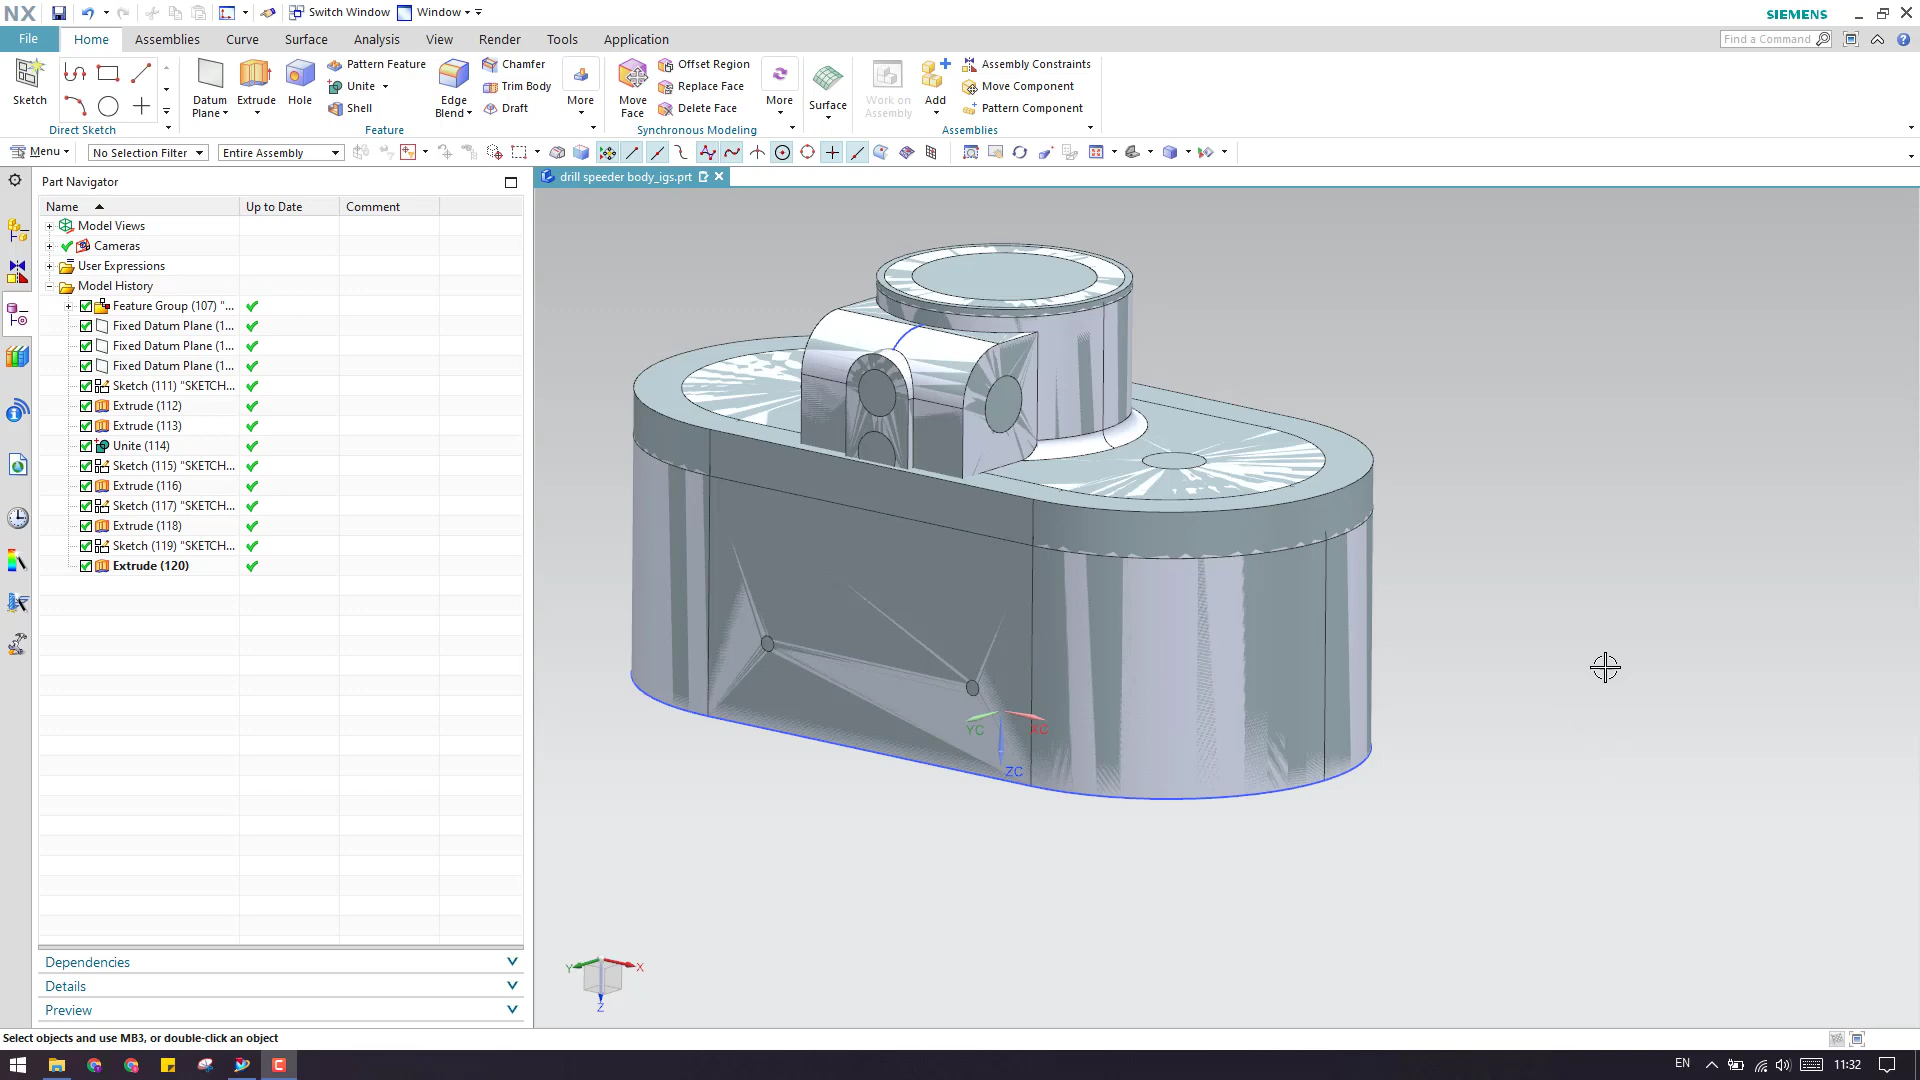 NX Switch Window Window SIEMENS
File Home Assemblies Curve Surface Analysis View Render Tools Application Find a Command
Sketch
Direct Sketch
Datum Plane Extrude Hole
Pattern Feature
Unite
Shell
Edge Blend
Chamfer
Trim Body
Draft
More
Feature
Move Face
Offset Region
Replace Face
Delete Face
More
Synchronous Modeling
Surface
Work on Assembly
Add
Assembly Constraints
Move Component
Pattern Component
Assemblies
Menu No Selection Filter Entire Assembly
Part Navigator
drill speeder body_igs.prt
Name Up to Date Comment
Model Views
Cameras
User Expressions
Model History
Feature Group (107) "...
Fixed Datum Plane (1...
Fixed Datum Plane (1...
Fixed Datum Plane (1...
Sketch (111) "SKETCH...
Extrude (112)
Extrude (113)
Unite (114)
Sketch (115) "SKETCH...
Extrude (116)
Sketch (117) "SKETCH...
Extrude (118)
Sketch (119) "SKETCH...
Extrude (120)
YC XC
ZC
Y X
Z
Dependencies
Details
Preview
Select objects and use MB3, or double-click an object
EN 11:32